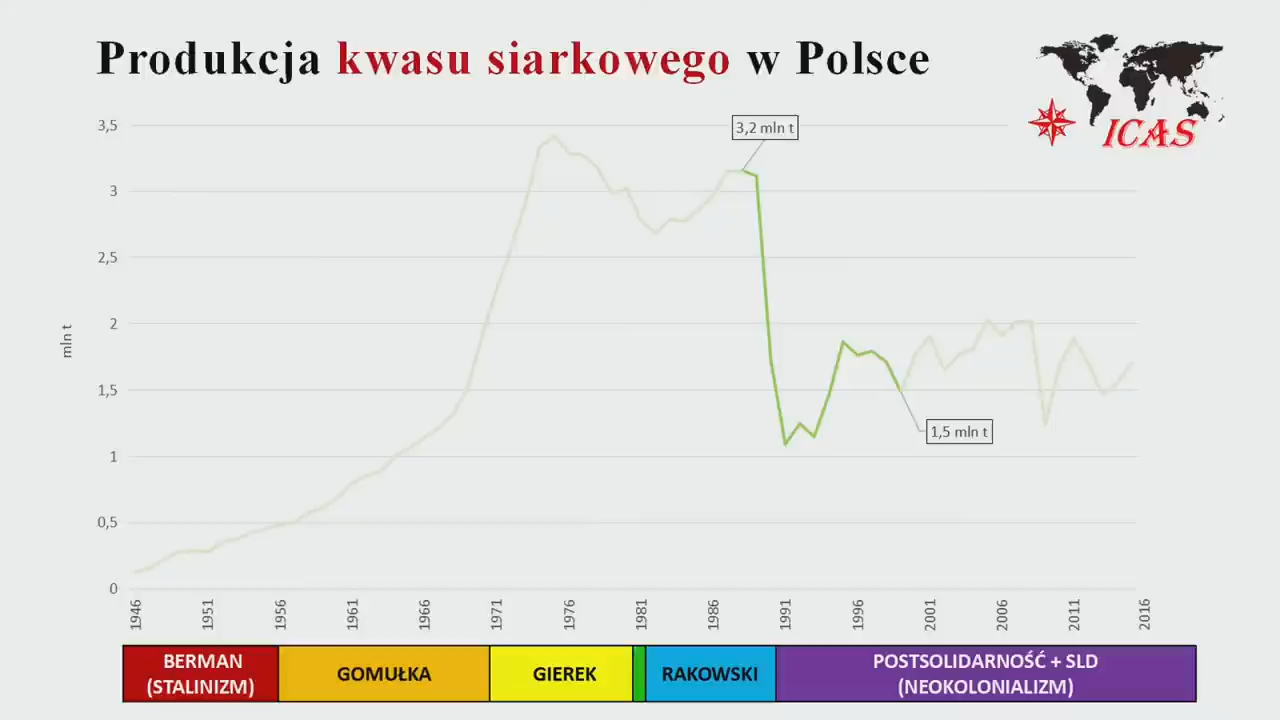 Produkcja kwasu siarkowego w Polsce
ICAS
3,5
3,2 mln t
3
2,5
2
mln t
1,5
1,5 mln t
1
0,5
0
1946 1951 1956 1961 1966 1971 1976 1981 1986 1991 1996 2001 2006 2011 2016
BERMAN
(STALINIZM)
GOMUŁKA
GIEREK
RAKOWSKI
POSTSOLIDARNOŚĆ + SLD
(NEOKOLONIALIZM)